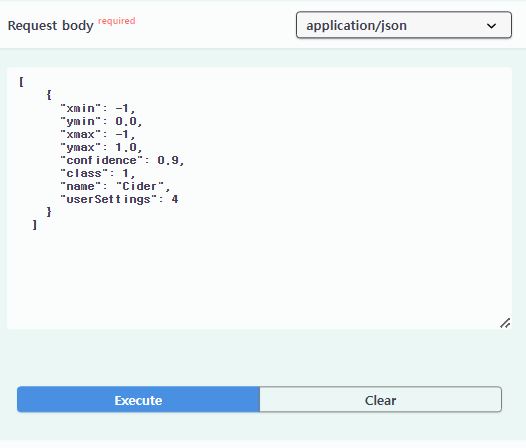 Request body required
application/json
[
    {
      "xmin": -1,
      "ymin": 0.0,
      "xmax": -1,
      "ymax": 1.0,
      "confidence": 0.9,
      "class": 1,
      "name": "Cider",
      "userSettings": 4
    }
  ]
Execute
Clear